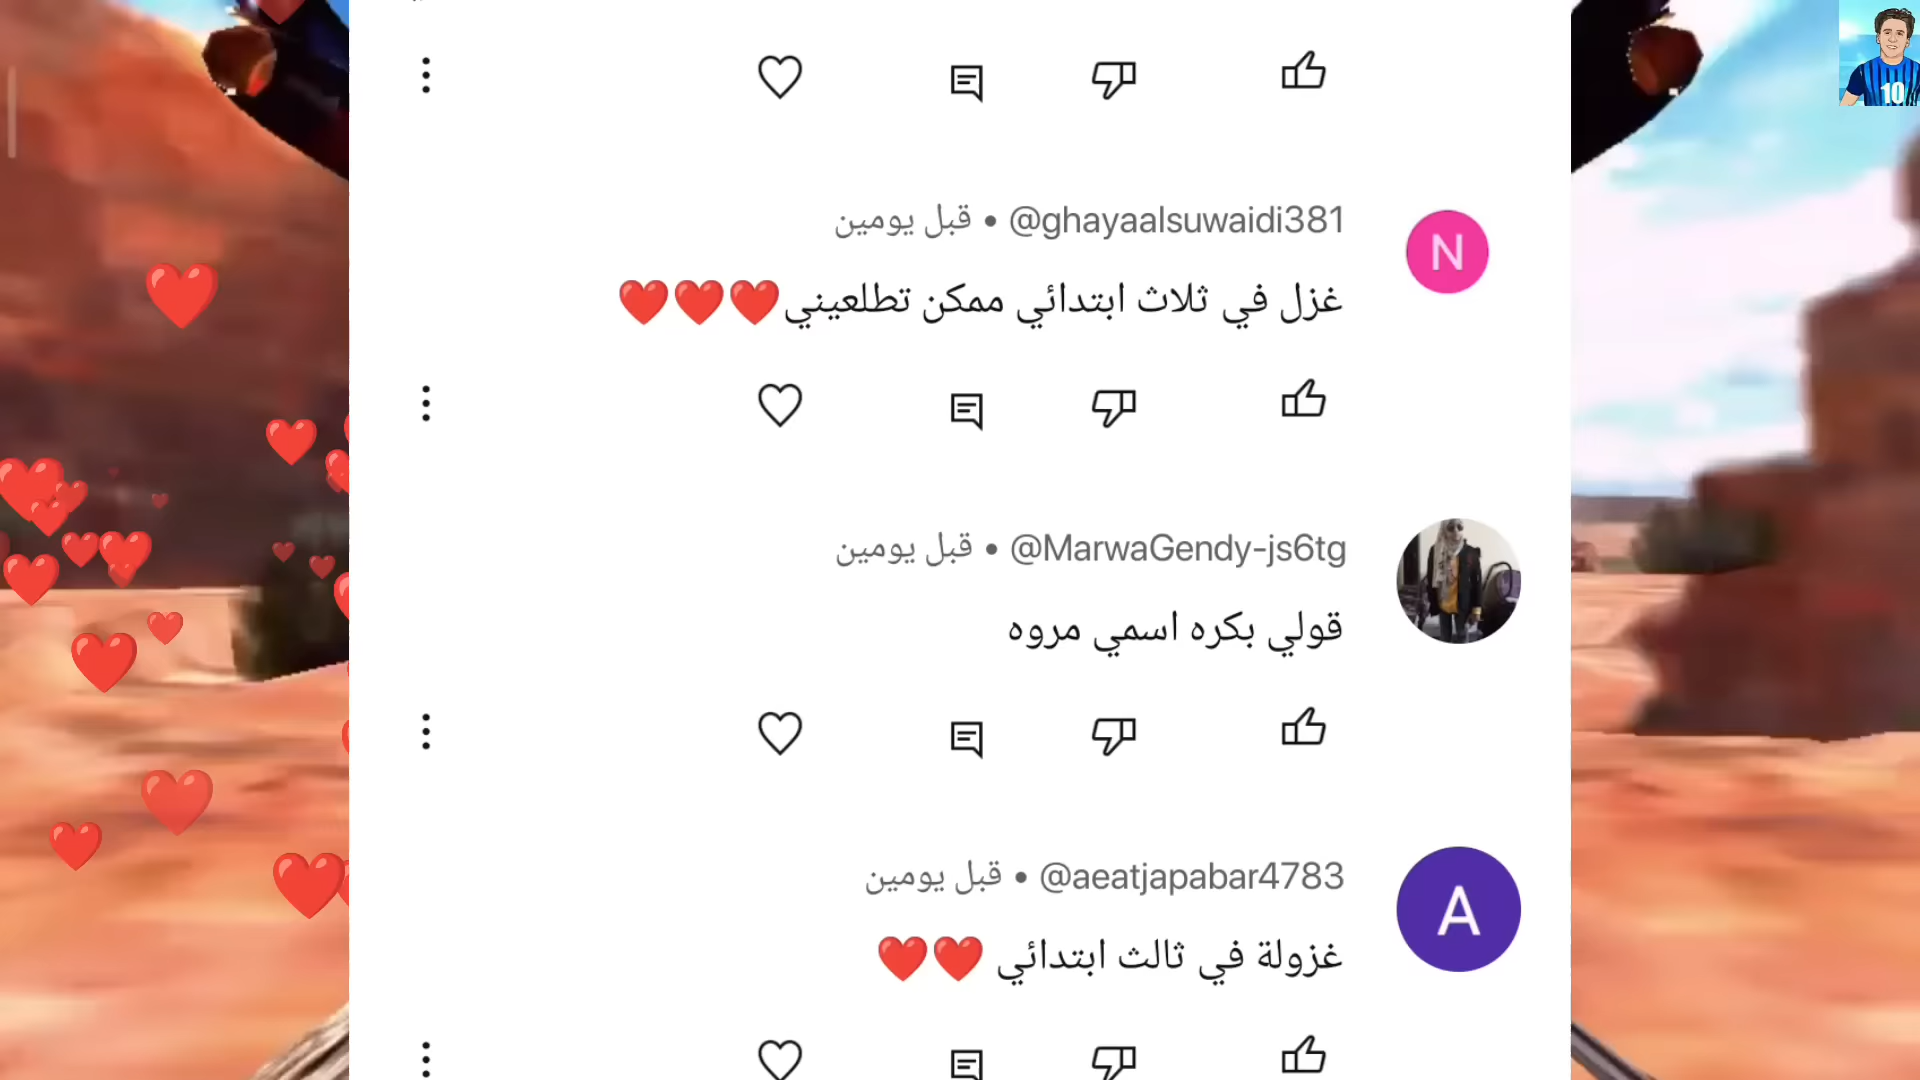 @ghayaalsuwaidi381 • قبل يومين
N
غزل في ثلاث ابتدائي ممكن تطلعيني❤️❤️❤️
@MarwaGendy-js6tg • قبل يومين
قولي بكره اسمي مروه
@aeatjapabar4783 • قبل يومين
A
غزولة في ثالث ابتدائي ❤️❤️
10